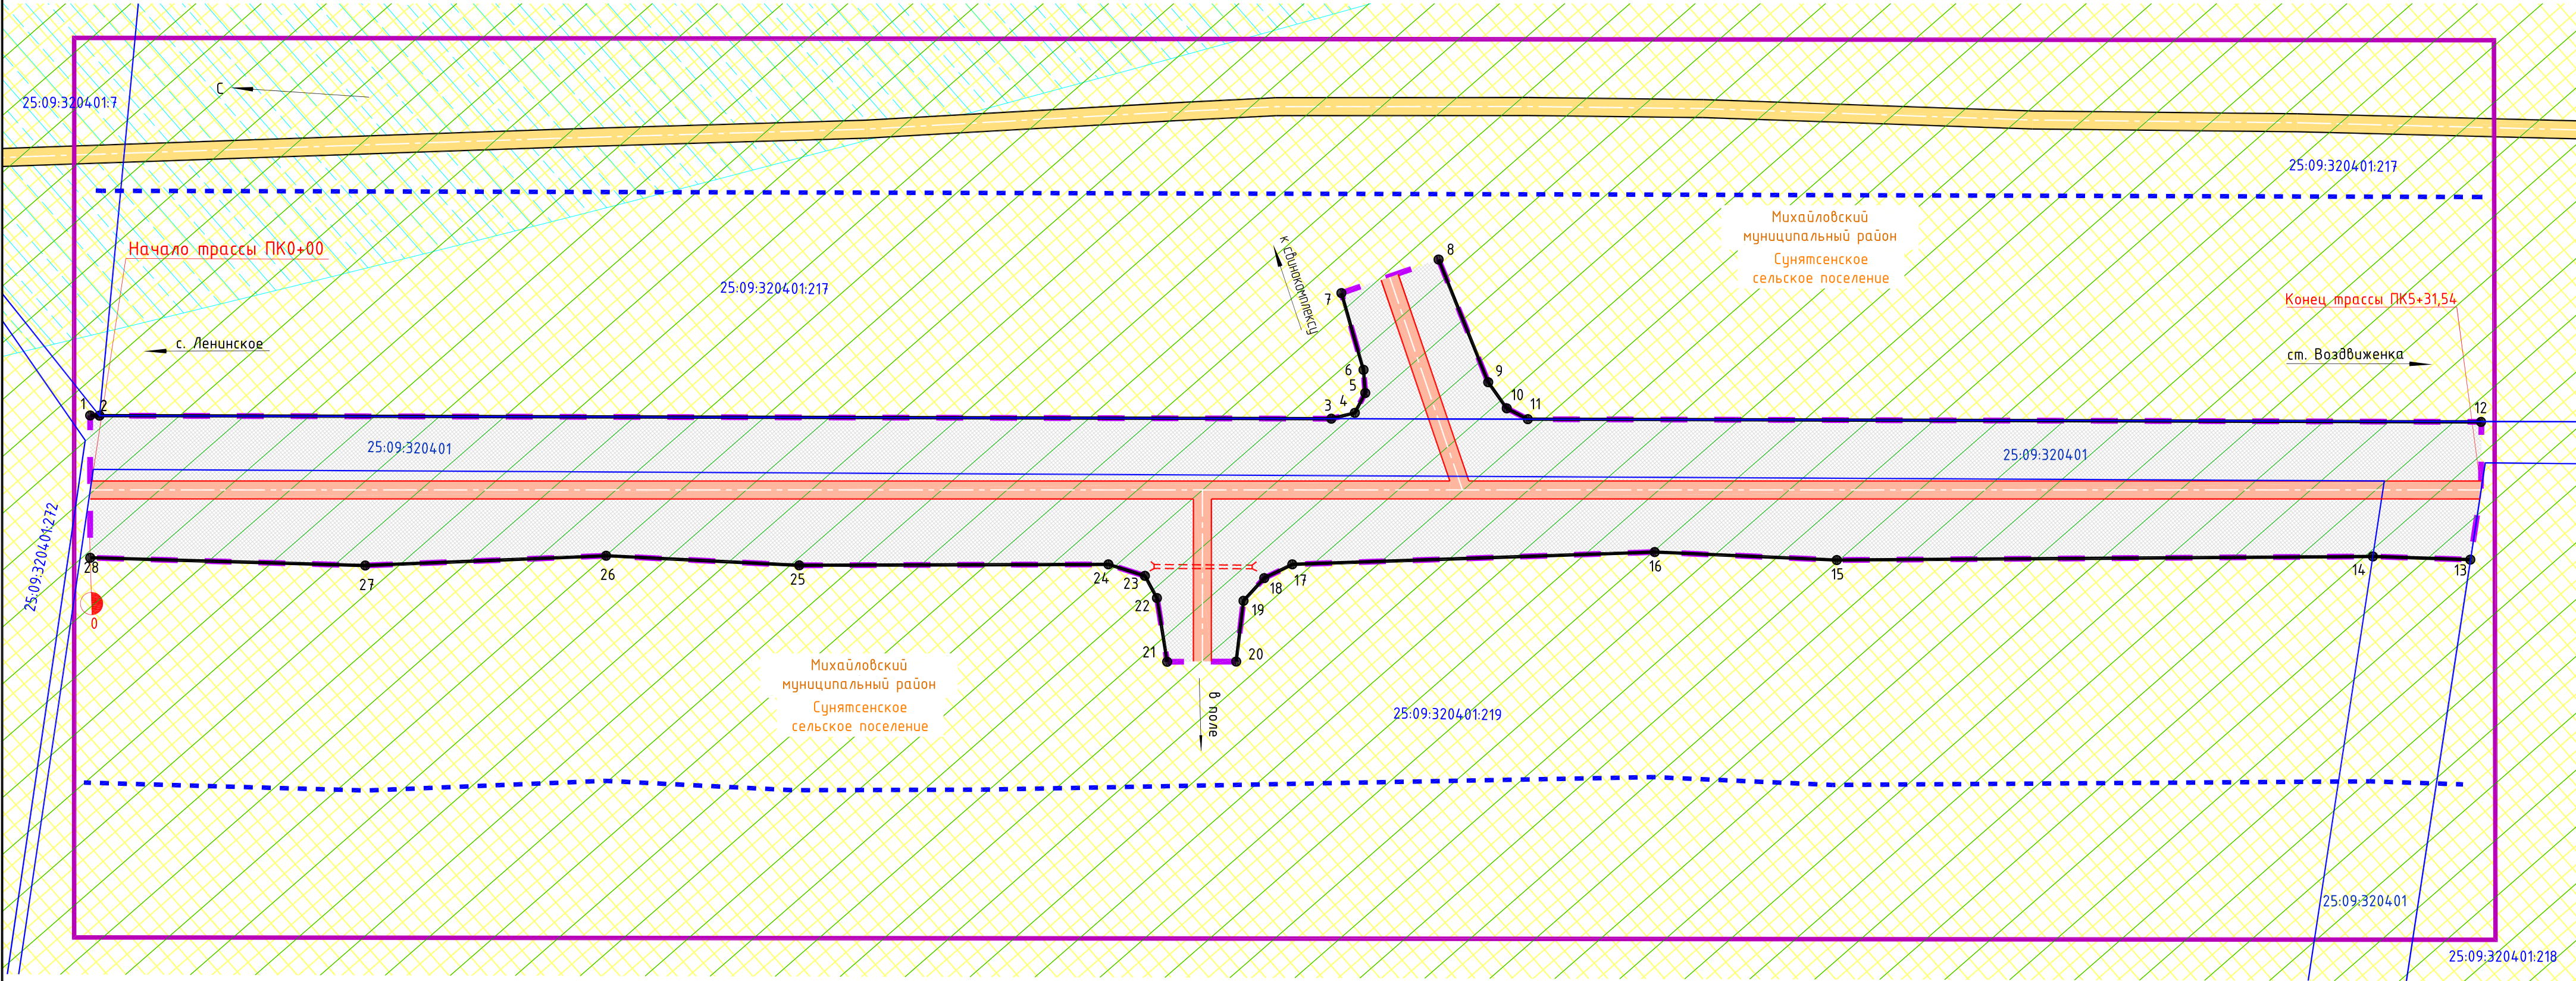 С
25:09:320401:7
25:09:320401:217
Начало трассы ПК0+00
25:09:320401:217
с. Ленинское
к свинокомплексу
Михайловский
муниципальный район
Сунятсенское
сельское поселение
Конец трассы ПК5+31,54
ст. Воздвиженка
1
2
3
4
5
6
7
8
9
10
11
12
25:09:320401
25:09:320401
25:09:320401:272
28
27
26
25
24
23
22
21
20
19
18
17
16
15
14
13
0
Михайловский
муниципальный район
Сунятсенское
сельское поселение
в поле
25:09:320401:219
25:09:320401
25:09:320401:218